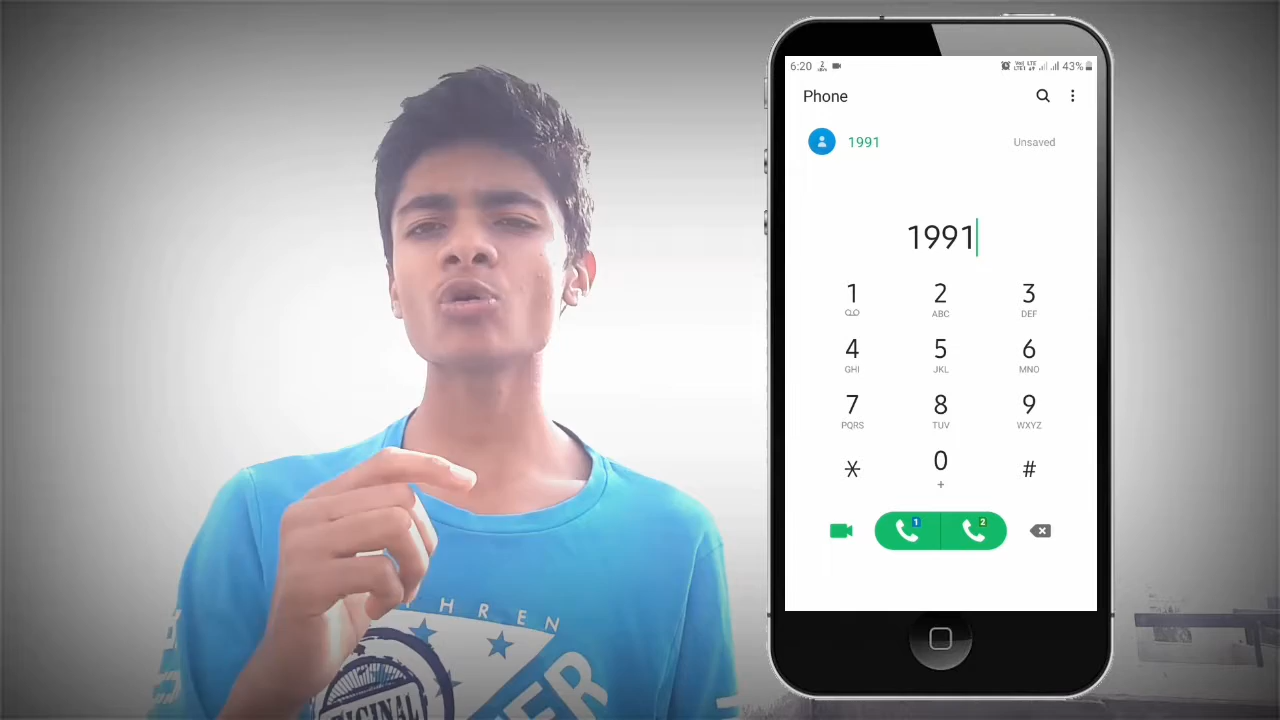 6:20 43%
Phone
1991 Unsaved
1991
1 2 3
ABC DEF
4 5 6
GHI JKL MNO
7 8 9
PQRS TUV WXYZ
* 0 #
+
1 2
HREN
ORIGINAL